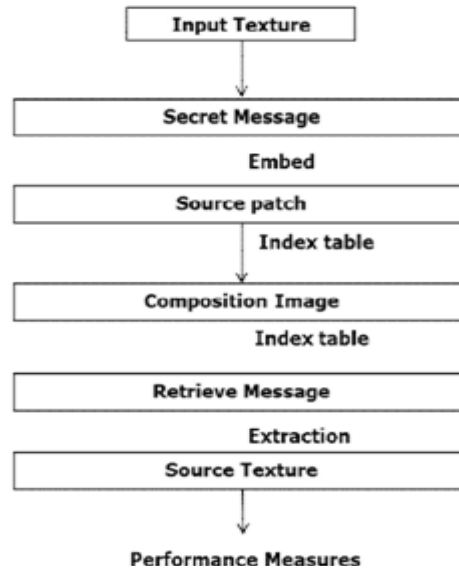 Input Texture
Secret Message
Embed
Source patch
Index table
Composition Image
Index table
Retrieve Message
Extraction
Source Texture
Performance Measures